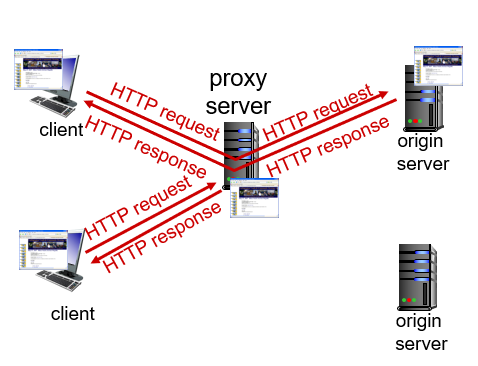 proxy
server
HTTP request
HTTP request
client
HTTP response
HTTP response
origin
server
HTTP request
HTTP response
client
origin
server